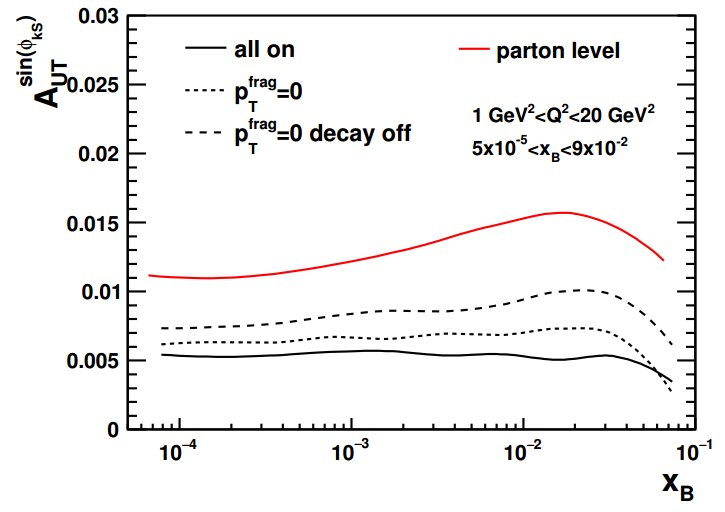 A_UT^sin(ϕ_kS)
0.03
0.025
0.02
0.015
0.01
0.005
0
all on
p_T^frag=0
p_T^frag=0 decay off
parton level
1 GeV²<Q²<20 GeV²
5x10⁻⁵<x_B<9x10⁻²
10⁻⁴
10⁻³
10⁻²
10⁻¹
x_B